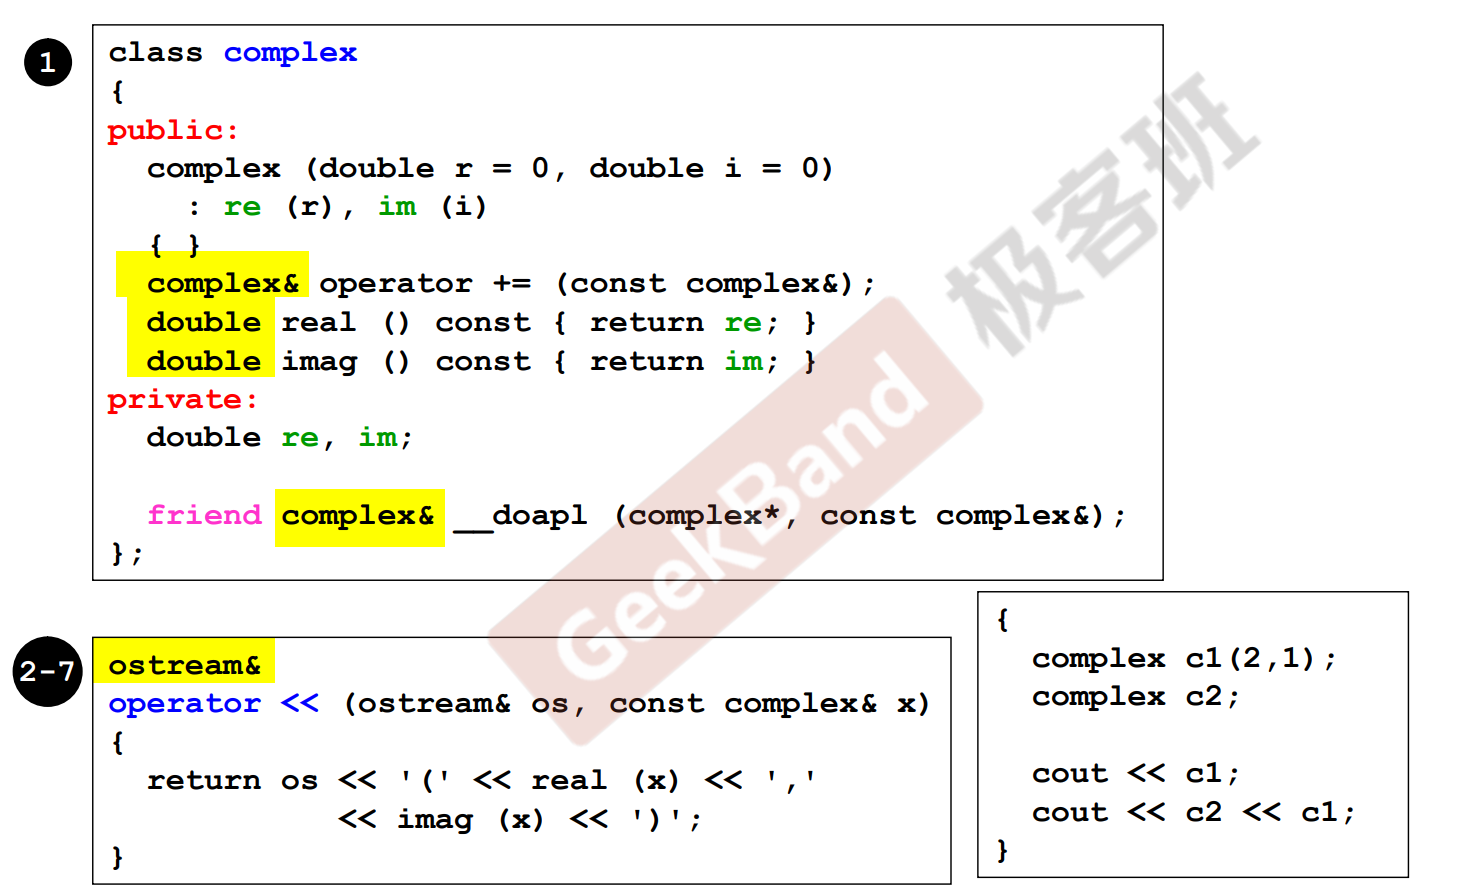 1
class complex
{
public:
complex (double r = 0, double i = 0)
: re (r), im (i)
{ }
complex& operator += (const complex&);
double real () const { return re; }
double imag () const { return im; }
private:
double re, im;
friend complex& __doapl (complex*, const complex&);
};
2-7
ostream&
operator << (ostream& os, const complex& x)
{
return os << '(' << real (x) << ','
<< imag (x) << ')';
}
{
complex c1(2,1);
complex c2;
cout << c1;
cout << c2 << c1;
}
GeekBand 极客班